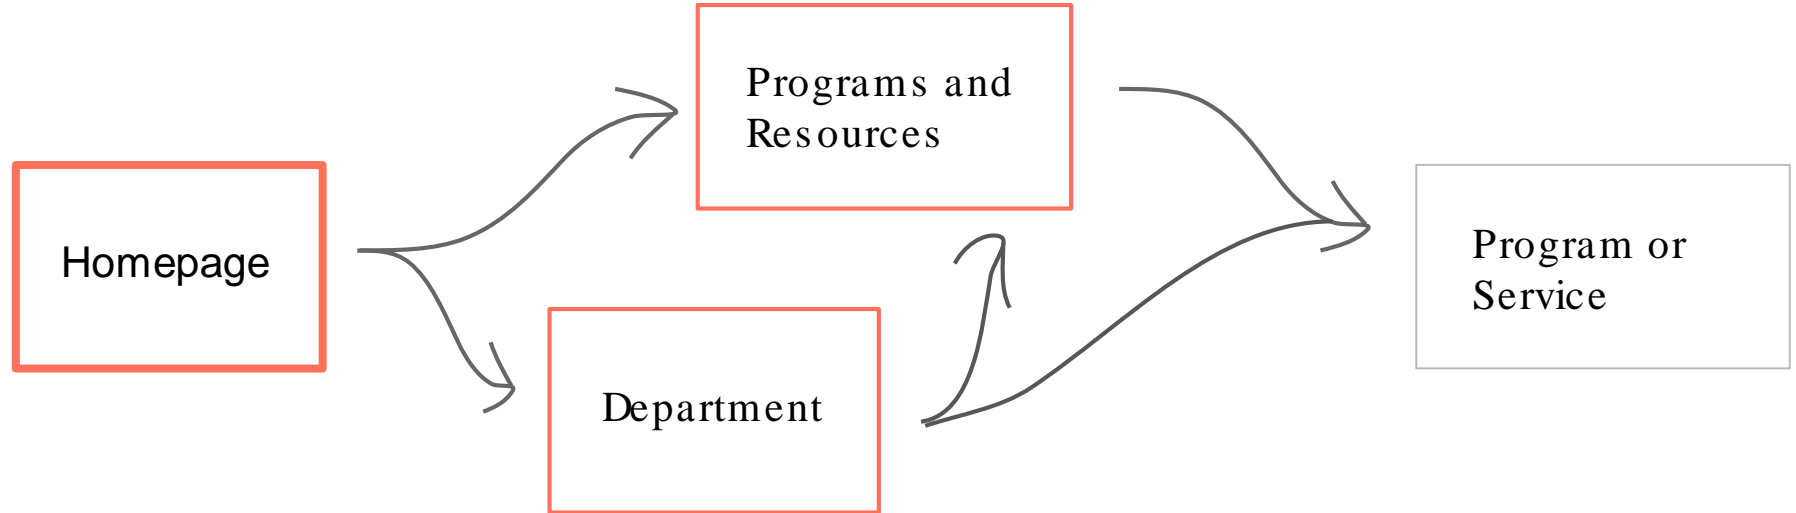 Homepage
Programs and
Resources
Department
Program or
Service